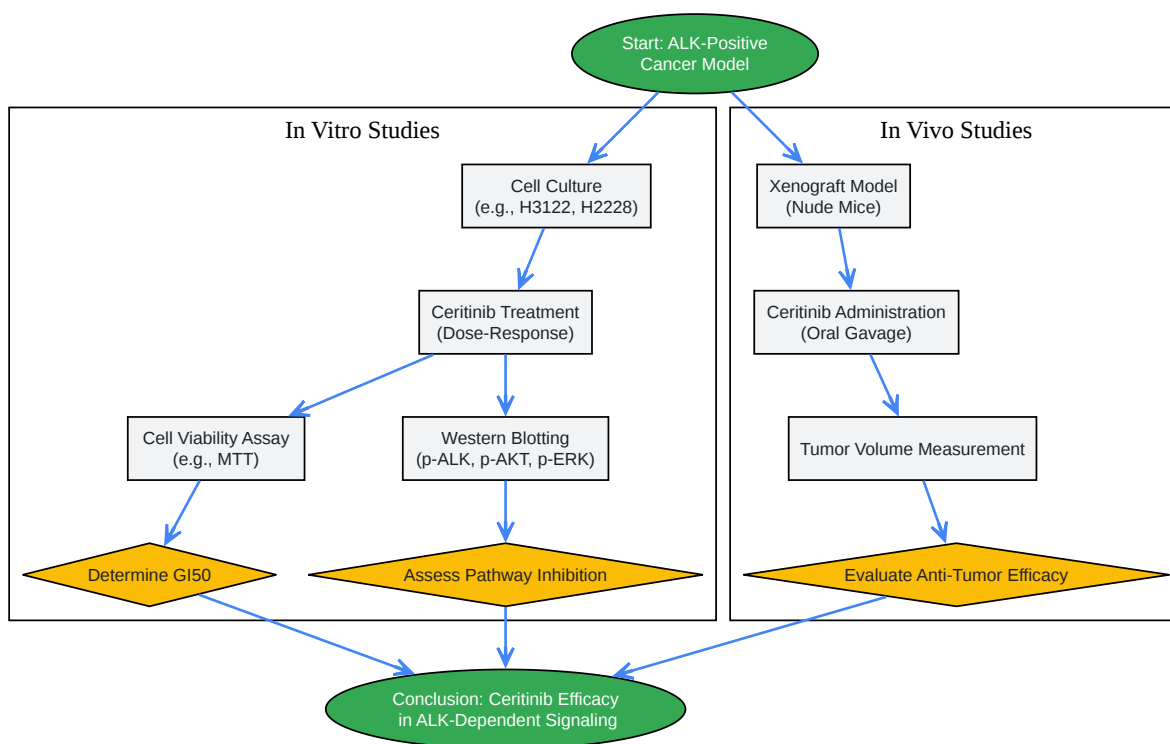 Start: ALK-Positive
Cancer Model
In Vitro Studies
In Vivo Studies
Cell Culture
(e.g., H3122, H2228)
Xenograft Model
(Nude Mice)
Ceritinib Treatment
(Dose-Response)
Ceritinib Administration
(Oral Gavage)
Cell Viability Assay
(e.g., MTT)
Western Blotting
(p-ALK, p-AKT, p-ERK)
Tumor Volume Measurement
Determine GI50
Assess Pathway Inhibition
Evaluate Anti-Tumor Efficacy
Conclusion: Ceritinib Efficacy
in ALK-Dependent Signaling